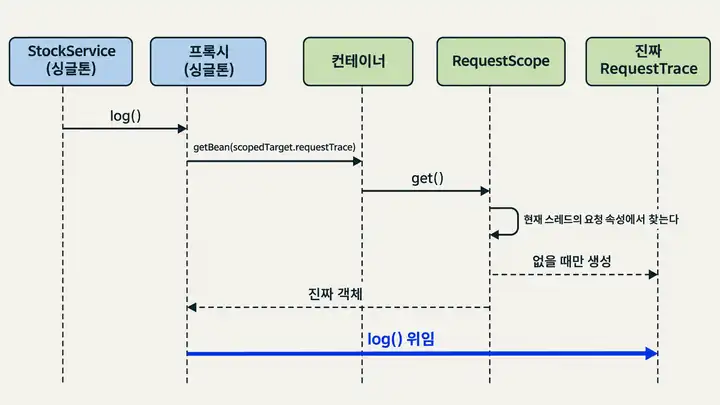 StockService
(싱글톤)
프록시
(싱글톤)
컨테이너
RequestScope
진짜
RequestTrace
log()
getBean(scopedTarget.requestTrace)
get()
현재 스레드의 요청 속성에서 찾는다
없을 때만 생성
진짜 객체
log() 위임